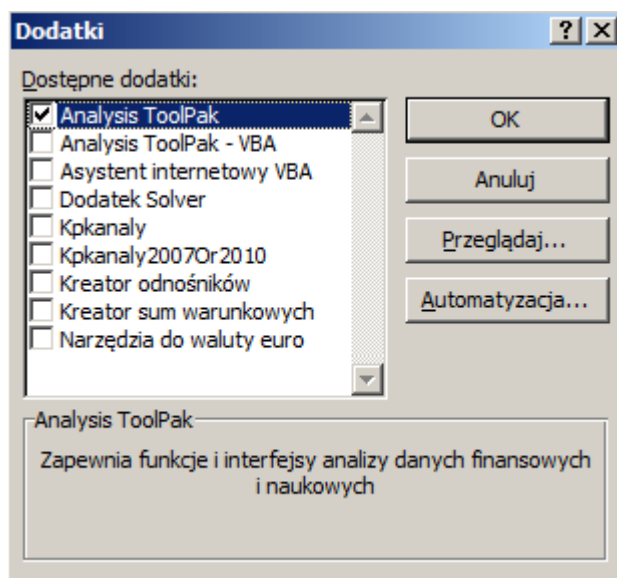 Dodatki
Dostępne dodatki:
Analysis ToolPak
Analysis ToolPak - VBA
Asystent internetowy VBA
Dodatek Solver
Kpkanaly
Kpkanaly2007Or2010
Kreator odnośników
Kreator sum warunkowych
Narzędzia do waluty euro
OK
Anuluj
Przeglądaj...
Automatyzacja...
Analysis ToolPak
Zapewnia funkcje i interfejsy analizy danych finansowych
i naukowych